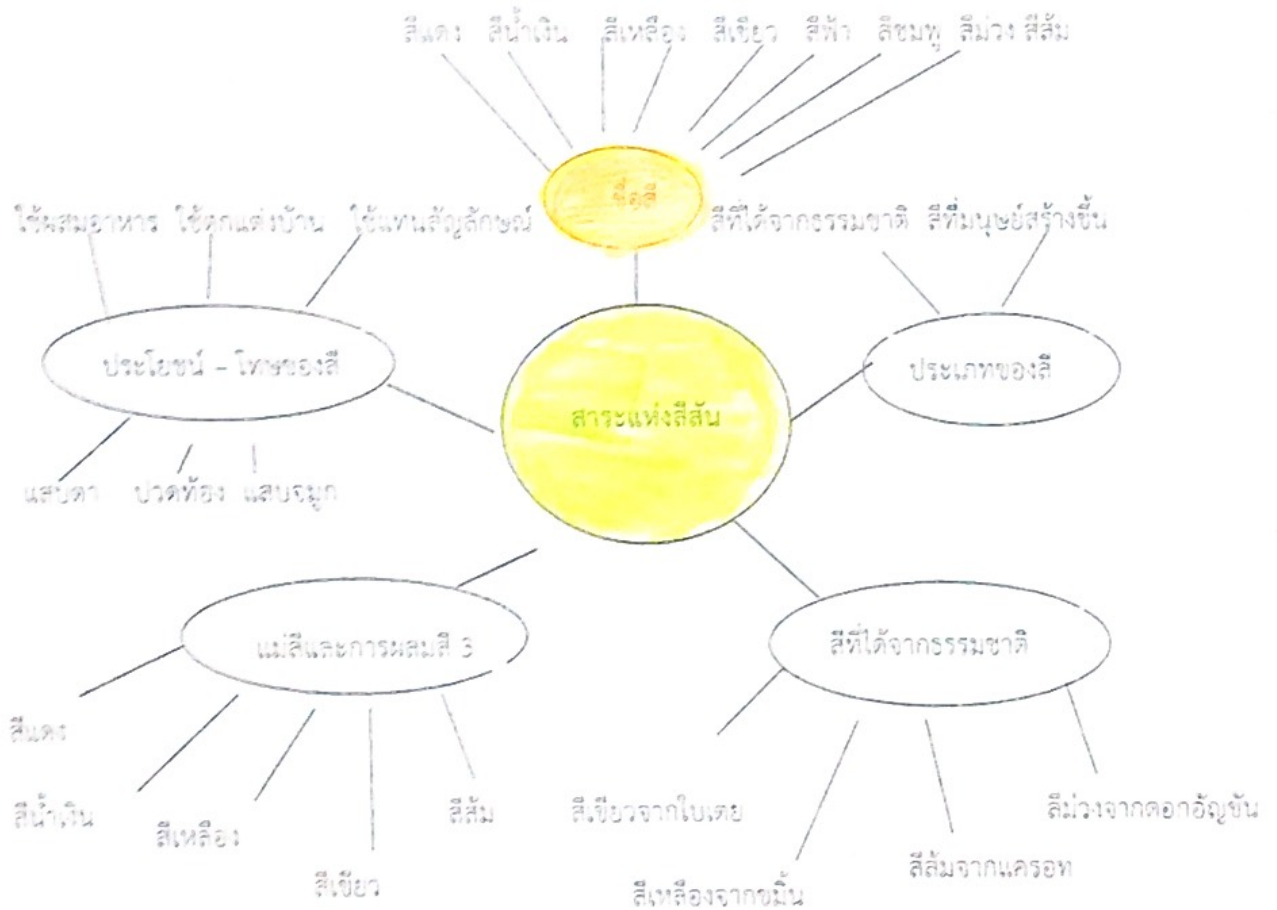 สีแดง สีน้ำเงิน สีเหลือง สีเขียว สีฟ้า สีชมพู สีม่วง สีส้ม
ชื่อสี
ใช้ผสมอาหาร ใช้ตกแต่งบ้าน ใช้แทนสัญลักษณ์
สีที่ได้จากธรรมชาติ สีที่มนุษย์สร้างขึ้น
ประโยชน์ – โทษของสี
ประเภทของสี
สาระแห่งสีสัน
แสบตา ปวดท้อง แสบจมูก
แม่สีและการผสมสี 3
สีที่ได้จากธรรมชาติ
สีแดง
สีน้ำเงิน
สีเหลือง
สีเขียว
สีส้ม
สีเขียวจากใบเตย
สีเหลืองจากขมิ้น
สีส้มจากแครอท
สีม่วงจากดอกอัญชัน